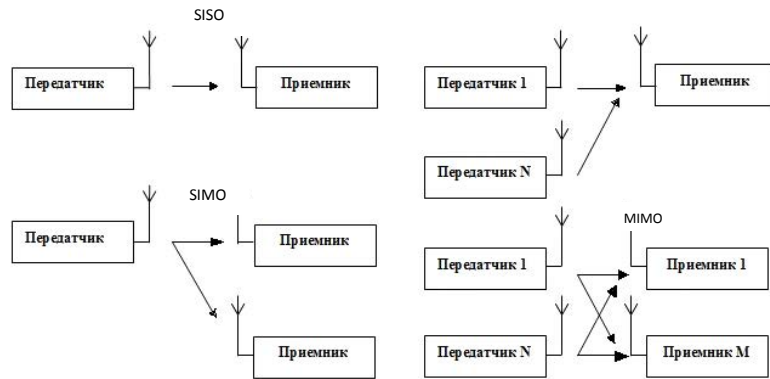 SISO
Передатчик
Приемник
Передатчик 1
Приемник
Передатчик N
SIMO
Передатчик
Приемник
Приемник
MIMO
Передатчик 1
Приемник 1
Передатчик N
Приемник M